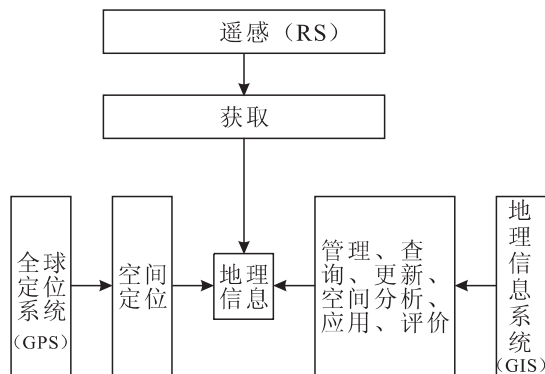 遥感（RS）
获取
全球
定位
系统
（GPS）
空间
定位
地理
信息
管理、查
询、更新、
空间分析、
应用、评价
地
理
信
息
系
统
（GIS）